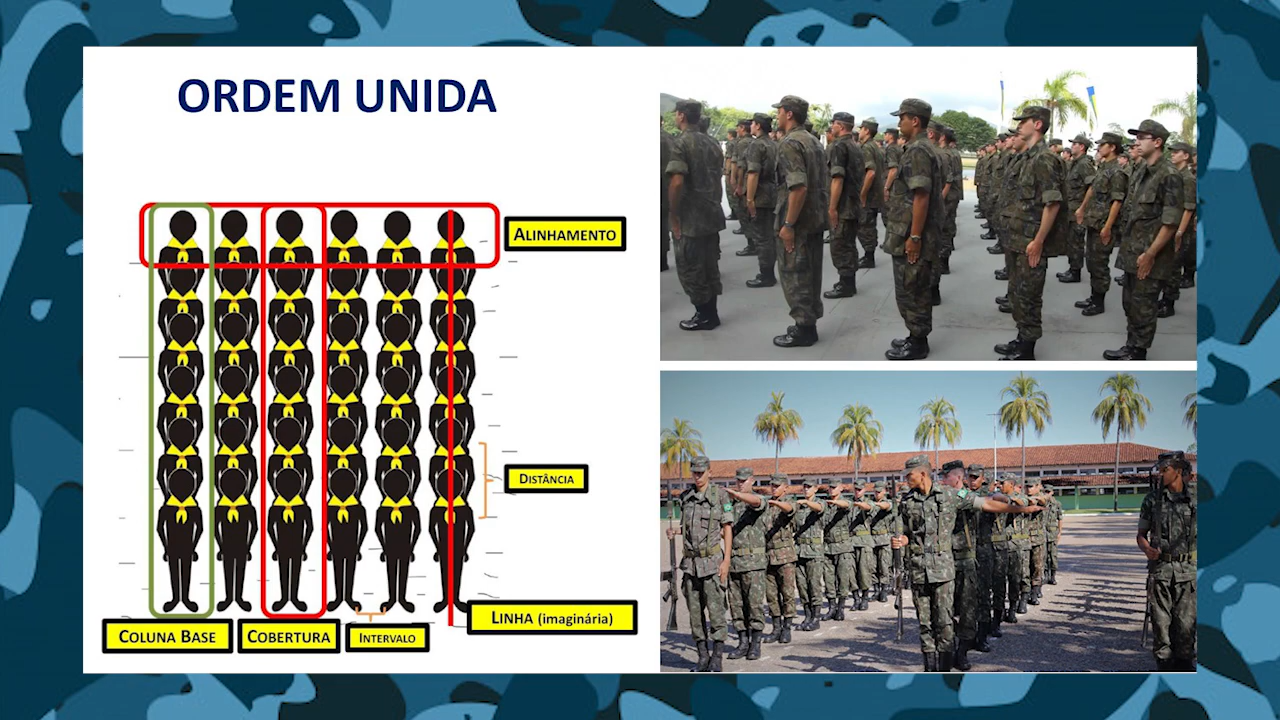 ORDEM UNIDA
ALINHAMENTO
DISTÂNCIA
LINHA (imaginária)
COLUNA BASE
COBERTURA
INTERVALO